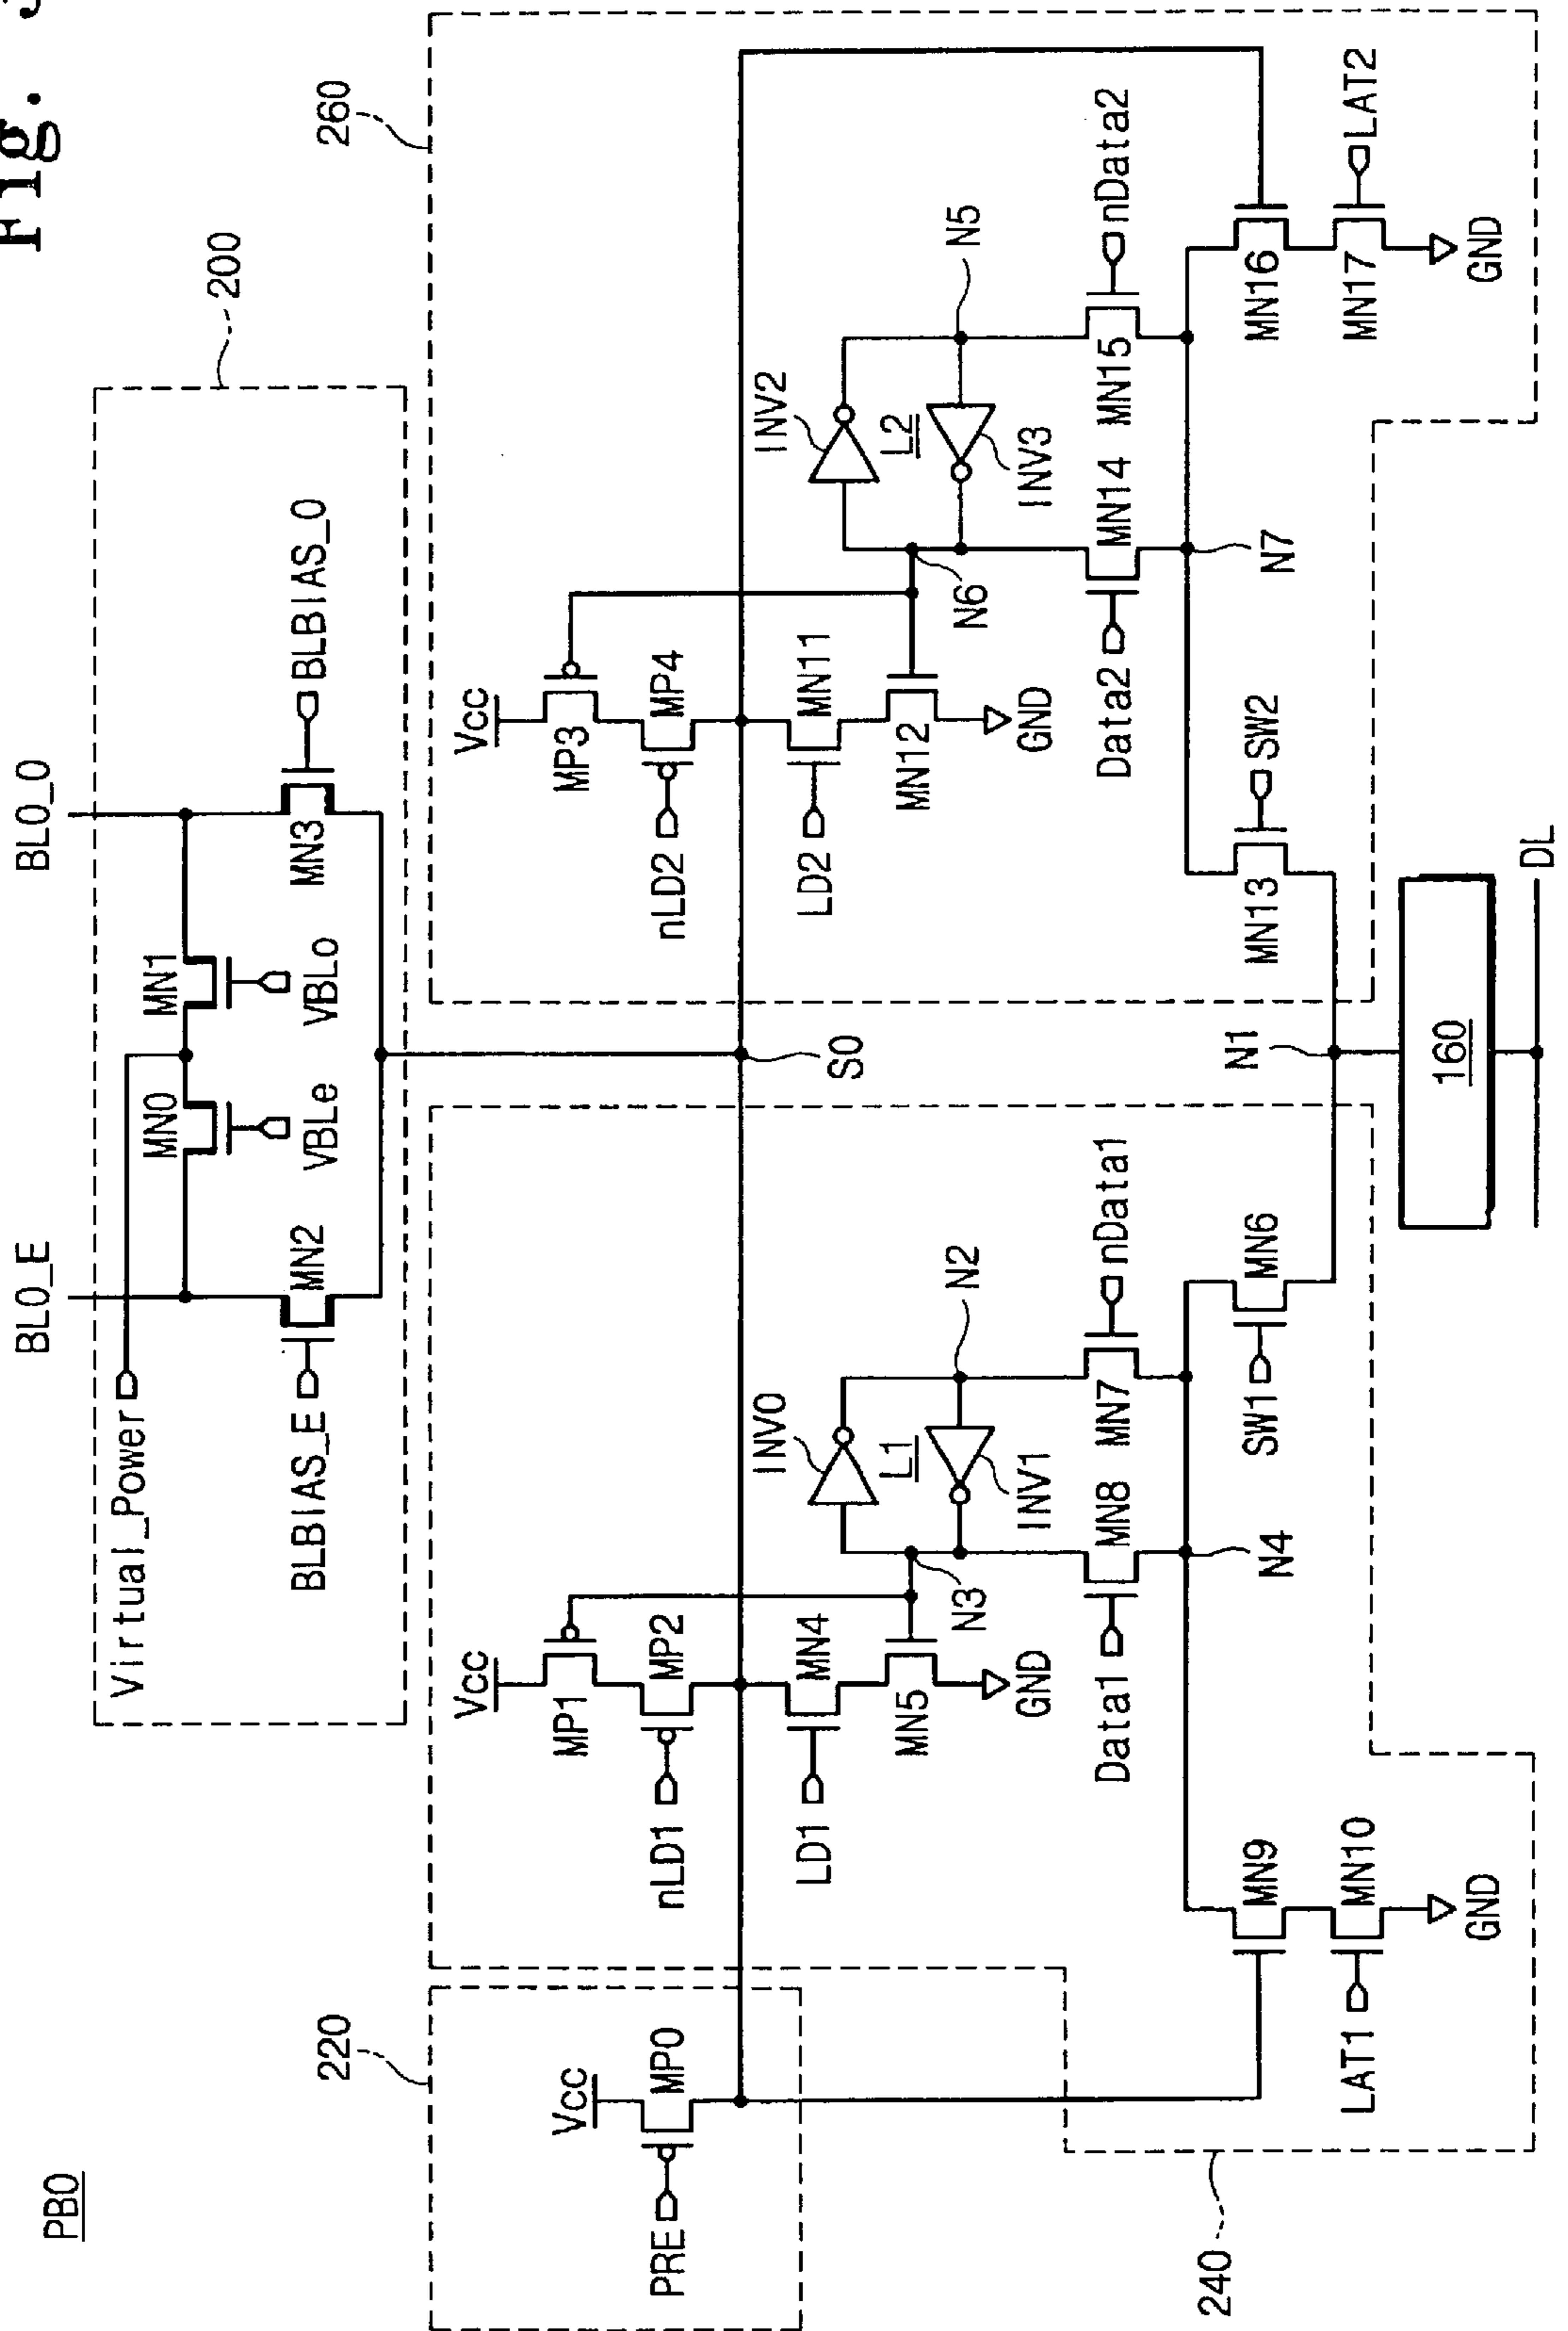 Fig.
PB0
BL0_E
BL0_O
200
Virtual_Power
MN0
MN1
VBLe
VBLo
BLBIAS_E
MN2
MN3
BLBIAS_O
220
260
Vcc
MP0
PRE
Vcc
MP1
nLD1
MP2
LD1
MN4
MN5
GND
S0
INV0
L1
INV1
N2
N3
Data1
MN8
MN7
nData1
N4
SW1
MN6
MN9
LAT1
MN10
GND
240
Vcc
MP3
nLD2
MP4
LD2
MN11
MN12
GND
INV2
L2
INV3
N5
N6
Data2
MN14
MN15
nData2
N7
MN13
SW2
MN16
MN17
LAT2
GND
N1
160
DL